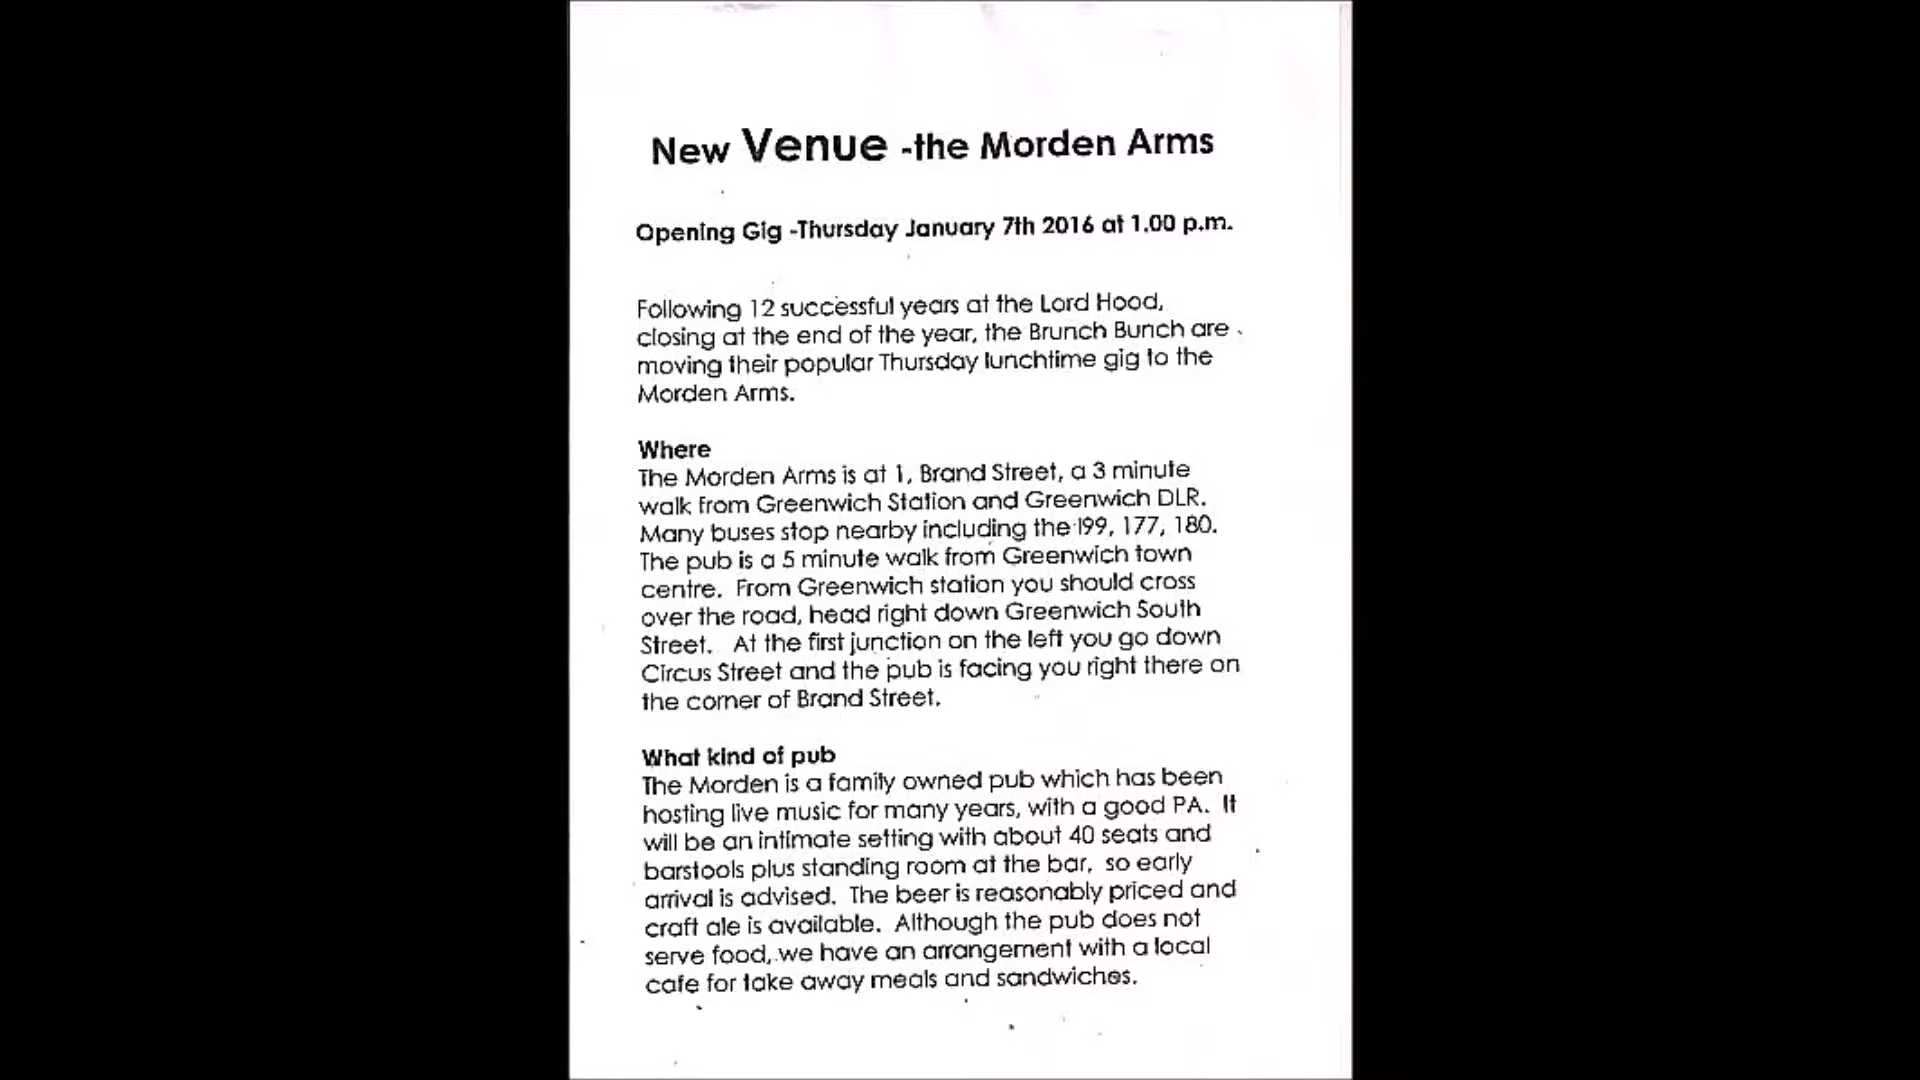 New Venue -the Morden Arms
Opening Gig -Thursday January 7th 2016 at 1.00 p.m.
Following 12 successful years at the Lord Hood,
closing at the end of the year, the Brunch Bunch are
moving their popular Thursday lunchtime gig to the
Morden Arms.
Where
The Morden Arms is at 1, Brand Street, a 3 minute
walk from Greenwich Station and Greenwich DLR.
Many buses stop nearby including the 199, 177, 180.
The pub is a 5 minute walk from Greenwich town
centre. From Greenwich station you should cross
over the road, head right down Greenwich South
Street. At the first junction on the left you go down
Circus Street and the pub is facing you right there on
the corner of Brand Street.
What kind of pub
The Morden is a family owned pub which has been
hosting live music for many years, with a good PA. It
will be an intimate setting with about 40 seats and
barstools plus standing room at the bar, so early
arrival is advised. The beer is reasonably priced and
craft ale is available. Although the pub does not
serve food, we have an arrangement with a local
cafe for take away meals and sandwiches.